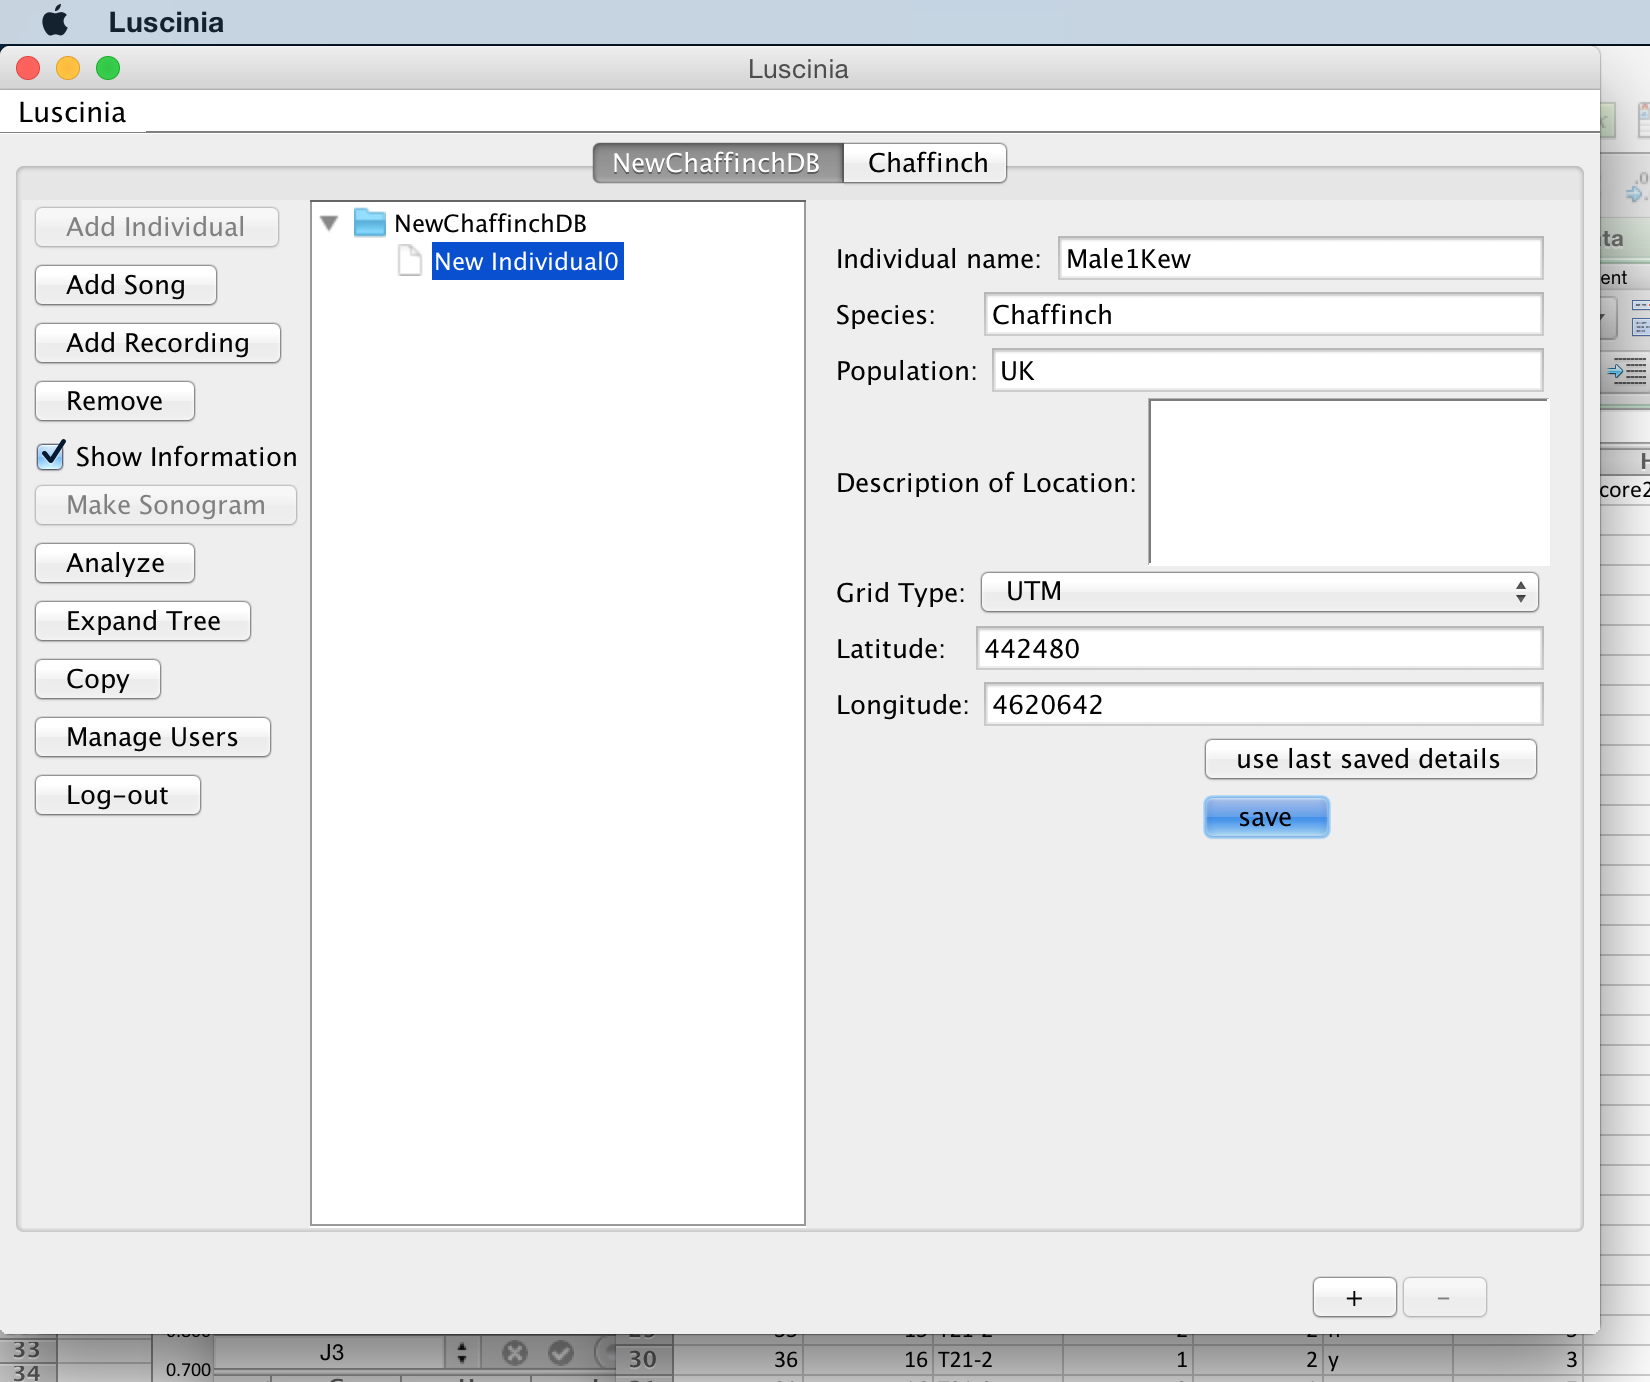 Luscinia
Luscinia
Luscinia
NewChaffinchDB Chaffinch
Add Individual
Add Song
Add Recording
Remove
Show Information
Make Sonogram
Analyze
Expand Tree
Copy
Manage Users
Log-out
NewChaffinchDB
New Individual0
Individual name: Male1Kew
Species: Chaffinch
Population: UK
Description of Location:
Grid Type: UTM
Latitude: 442480
Longitude: 4620642
use last saved details
save
+ -
ta
ent
H
core2
33
34
0.700
J3
30 36 16 T21-2 1 2 y 3